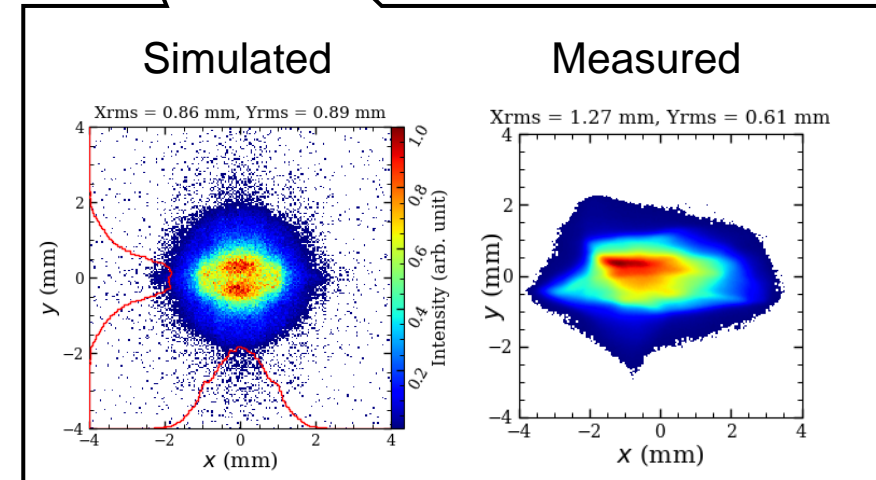 Simulated
Measured
Xrms = 0.86 mm, Yrms = 0.89 mm
Xrms = 1.27 mm, Yrms = 0.61 mm
4
2
0
−2
−4
y (mm)
−4
−2
0
2
4
x (mm)
1.0
0.8
0.6
0.4
0.2
Intensity (arb. unit)
4
2
0
−2
−4
y (mm)
−4
−2
0
2
4
x (mm)